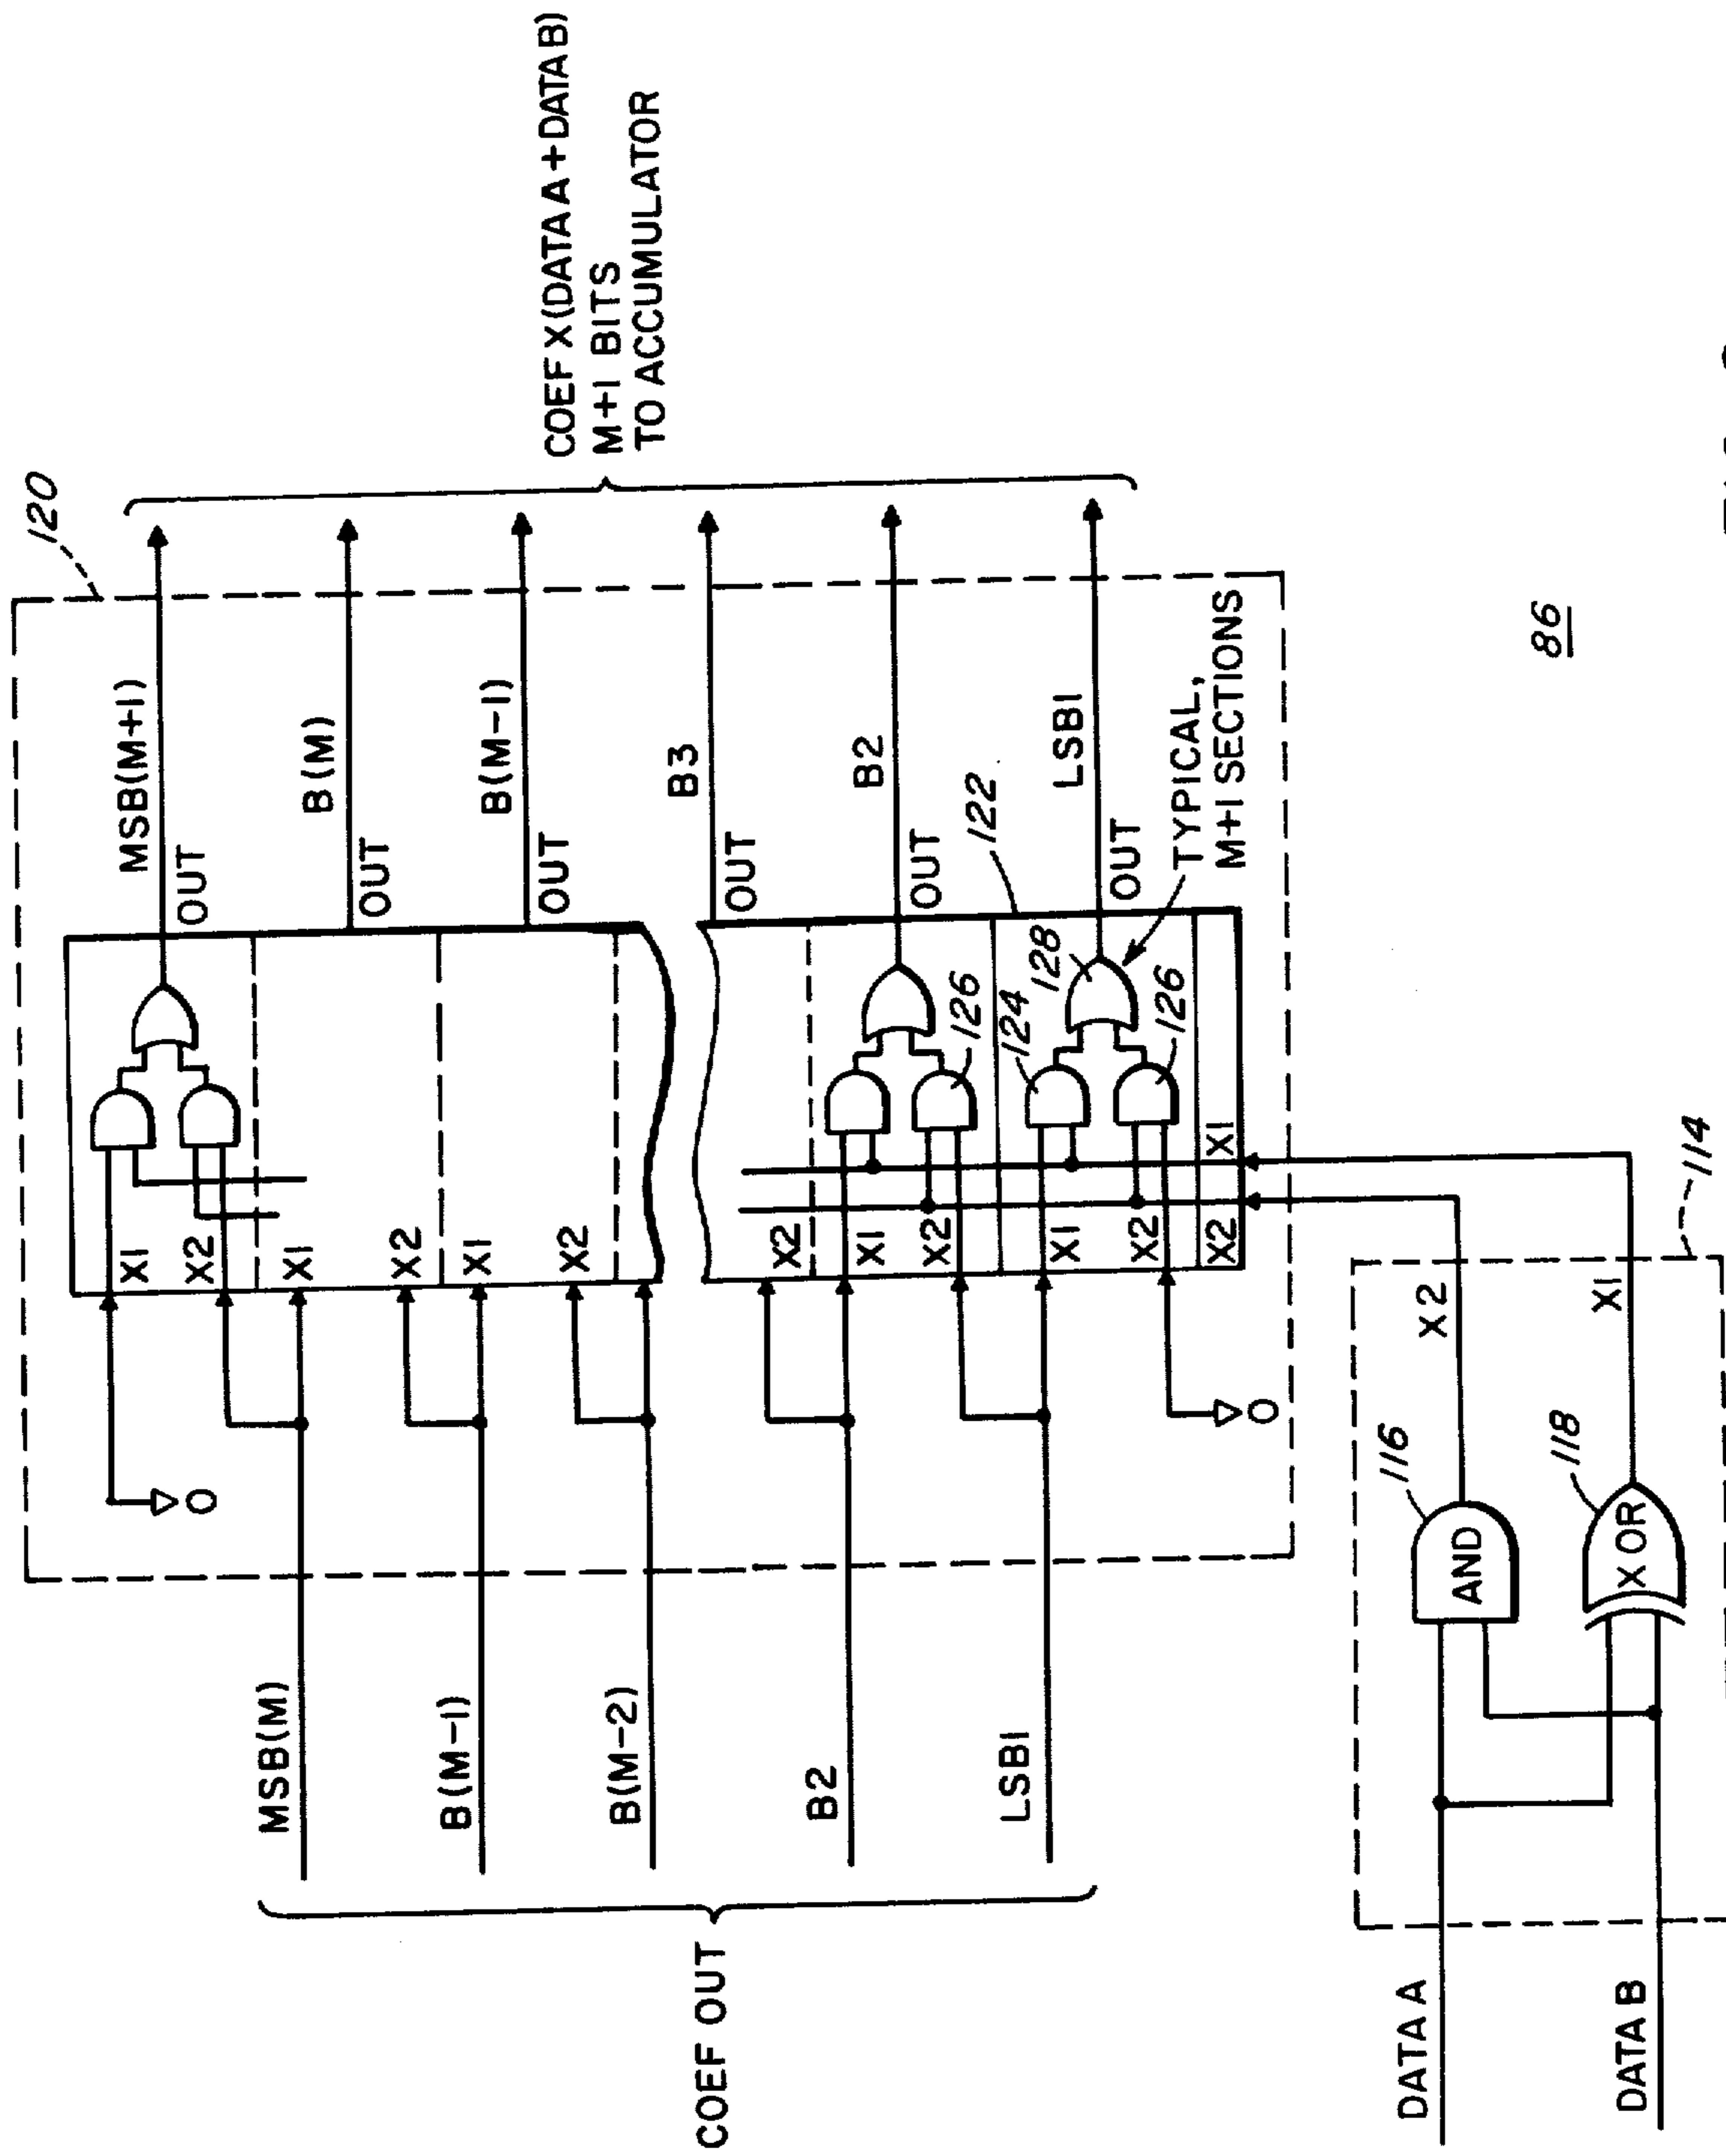 120
COEF X (DATA A + DATA B)
M+1 BITS
TO ACCUMULATOR
MSB(M+1)
OUT
B(M)
OUT
B(M-1)
OUT
B3
OUT
B2
OUT
122
LSB1
OUT
TYPICAL,
M+1 SECTIONS
X1
X2
X1
X2
X1
X2
X2
X1
X2
126
124
128
X1
X2
126
X2
X1
0
0
MSB(M)
B(M-1)
B(M-2)
B2
LSB1
COEF OUT
114
X2
X1
116
AND
118
XOR
DATA A
DATA B
86